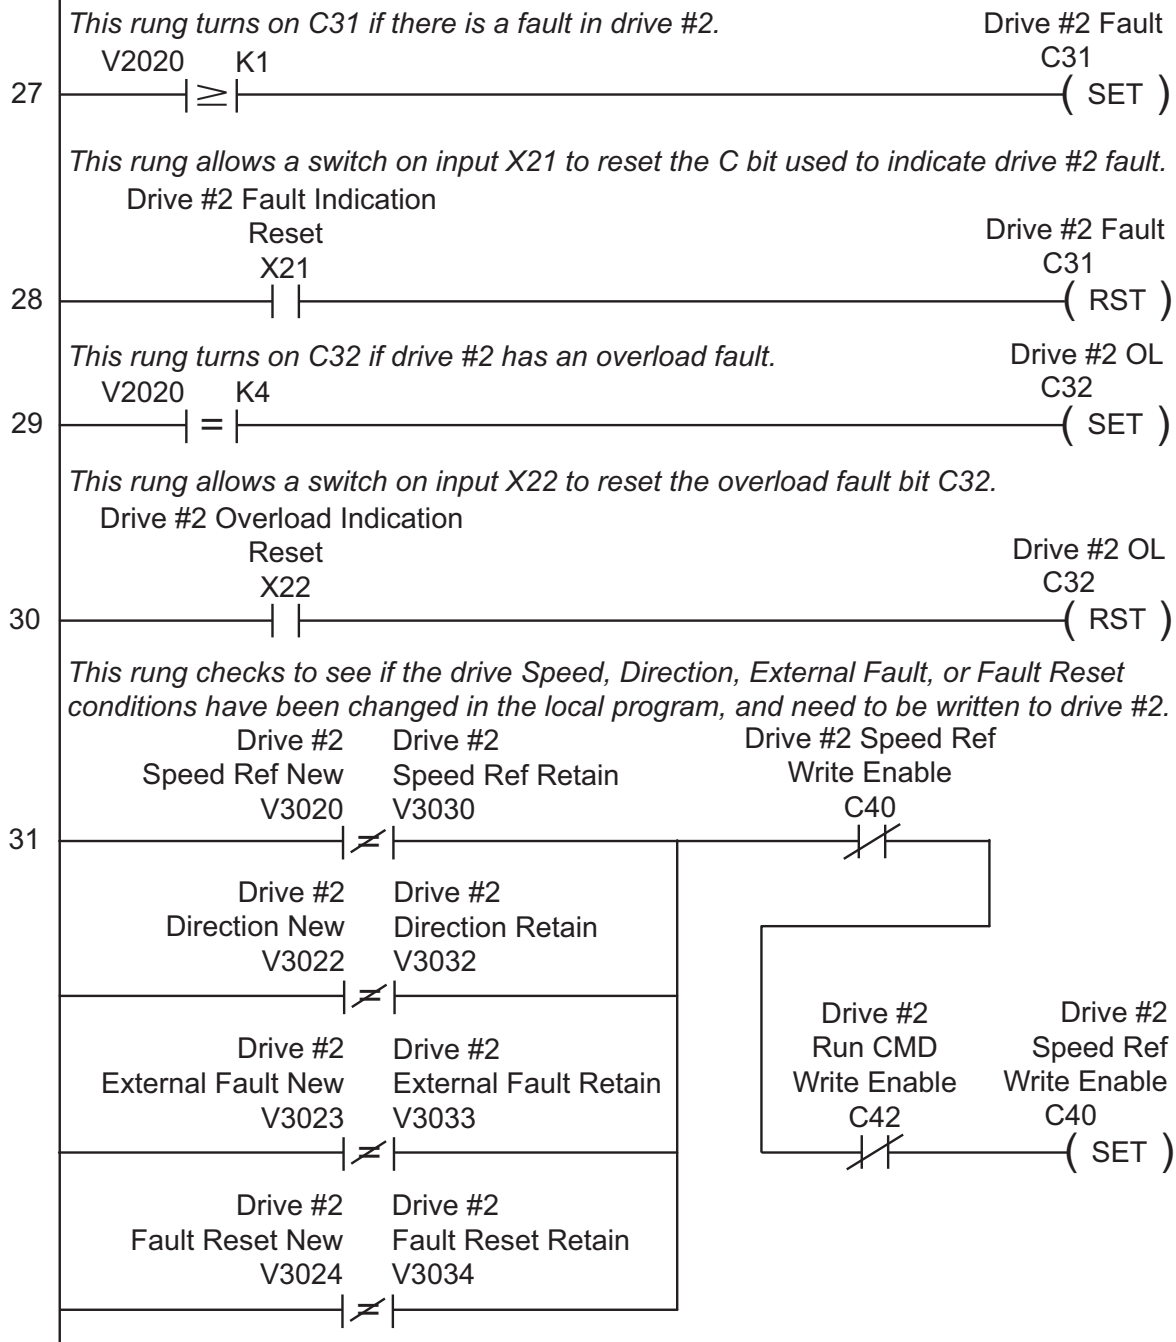 This rung turns on C31 if there is a fault in drive #2.
Drive #2 Fault
V2020 K1
C31
27
≥
( SET )
This rung allows a switch on input X21 to reset the C bit used to indicate drive #2 fault.
Drive #2 Fault Indication
Reset
X21
Drive #2 Fault
C31
28
( RST )
This rung turns on C32 if drive #2 has an overload fault.
Drive #2 OL
V2020 K4
C32
29
=
( SET )
This rung allows a switch on input X22 to reset the overload fault bit C32.
Drive #2 Overload Indication
Reset
X22
Drive #2 OL
C32
30
( RST )
This rung checks to see if the drive Speed, Direction, External Fault, or Fault Reset
conditions have been changed in the local program, and need to be written to drive #2.
Drive #2
Speed Ref New
V3020
Drive #2
Speed Ref Retain
V3030
Drive #2 Speed Ref
Write Enable
C40
31
≠
Drive #2
Direction New
V3022
Drive #2
Direction Retain
V3032
≠
Drive #2
External Fault New
V3023
Drive #2
External Fault Retain
V3033
≠
Drive #2
Run CMD
Write Enable
C42
Drive #2
Speed Ref
Write Enable
C40
( SET )
Drive #2
Fault Reset New
V3024
Drive #2
Fault Reset Retain
V3034
≠